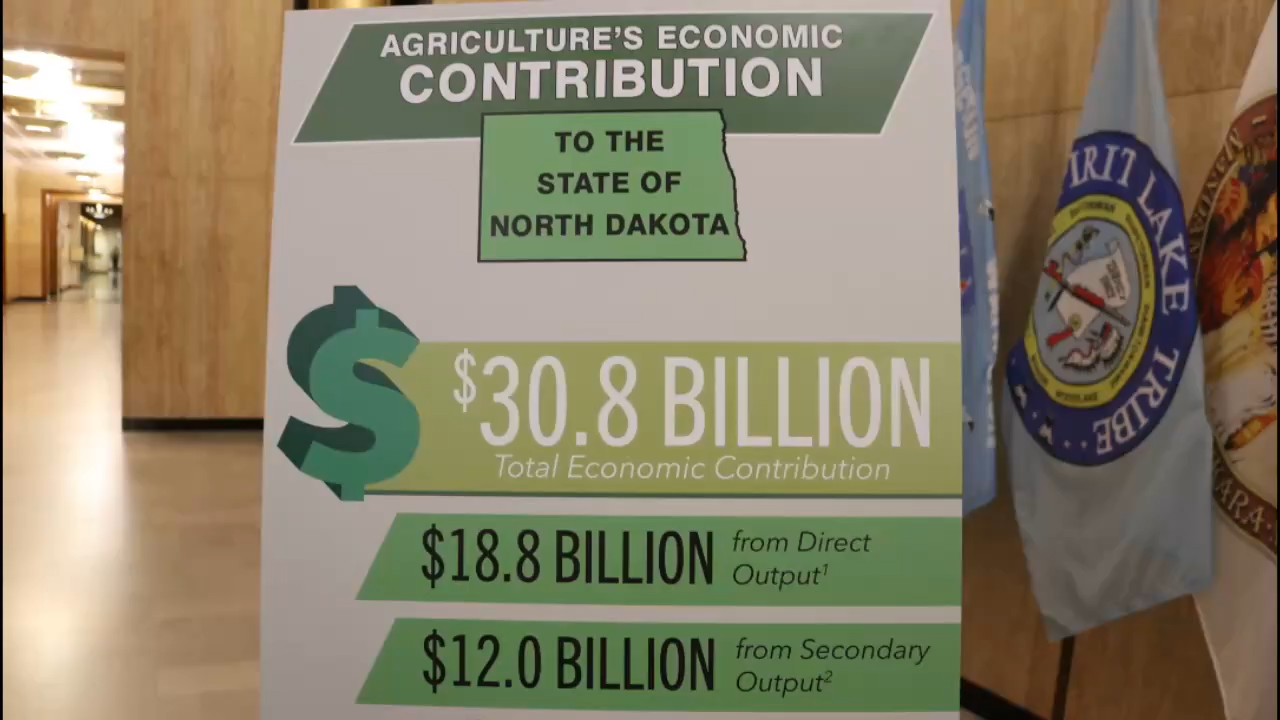 AGRICULTURE'S ECONOMIC
CONTRIBUTION
TO THE
STATE OF
NORTH DAKOTA
$
$30.8 BILLION
Total Economic Contribution
$18.8 BILLION
from Direct
Output¹
$12.0 BILLION
from Secondary
Output²
LAKE TRIBE